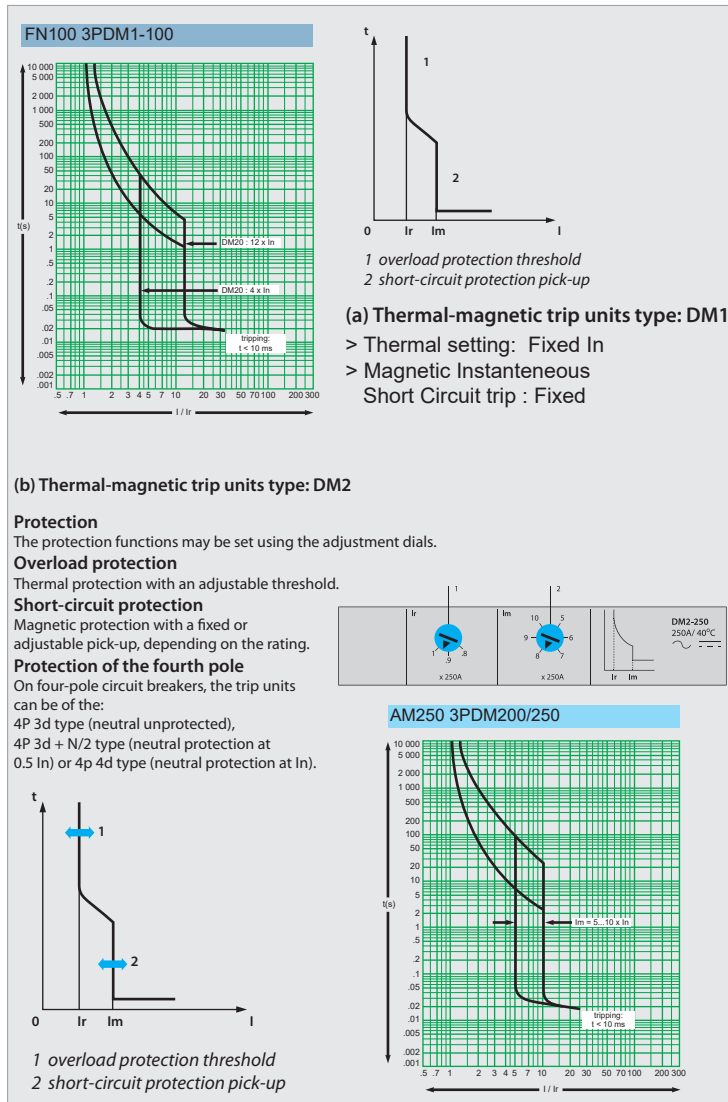 FN100 3PDM1-100
10 000
5 000
2 000
1 000
500
200
100
50
20
10
5
2
1
.5
.2
.1
.05
.02
.01
.005
.002
.001
t(s)
DM20 : 12 x In
DM20 : 4 x In
tripping:
t < 10 ms
.5 .7 1 2 3 4 5 7 10 20 30 50 70 100 200 300
I / Ir
t
1
2
0 Ir Im I
1 overload protection threshold
2 short-circuit protection pick-up
(a) Thermal-magnetic trip units type: DM1
> Thermal setting: Fixed In
> Magnetic Instanteneous
Short Circuit trip : Fixed
(b) Thermal-magnetic trip units type: DM2
Protection
The protection functions may be set using the adjustment dials.
Overload protection
Thermal protection with an adjustable threshold.
Short-circuit protection
Magnetic protection with a fixed or
adjustable pick-up, depending on the rating.
Protection of the fourth pole
On four-pole circuit breakers, the trip units
can be of the:
4P 3d type (neutral unprotected),
4P 3d + N/2 type (neutral protection at
0.5 In) or 4p 4d type (neutral protection at In).
1
2
Ir
1 .9 .8
x 250A
Im
10 5
9 6
8 7
x 250A
Ir Im
DM2-250
250A/ 40°C
t
1
2
0 Ir Im I
1 overload protection threshold
2 short-circuit protection pick-up
AM250 3PDM200/250
10 000
5 000
2 000
1 000
500
200
100
50
20
10
5
2
1
.5
.2
.1
.05
.02
.01
.005
.002
.001
t(s)
Im = 5...10 x In
tripping:
t < 10 ms
.5 .7 1 2 3 4 5 7 10 20 30 50 70 100 200 300
I / Ir